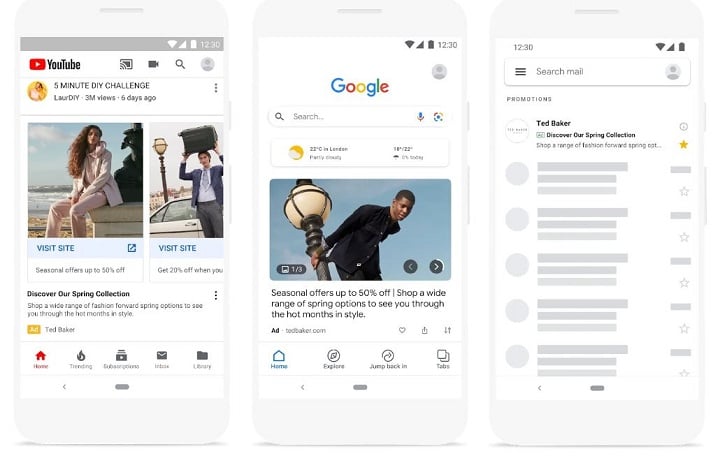 12:30
YouTube
5 MINUTE DIY CHALLENGE
LaurDIY · 3M views · 6 days ago
VISIT SITE
Seasonal offers up to 50% off
VISIT SITE
Get 20% off when you
Discover Our Spring Collection
Shop a wide range of fashion forward spring options to see
you through the hot months in style.
Ad Ted Baker
Home Trending Subscriptions Inbox Library
12:30
Google
Search...
22°C in London
Partly cloudy
18°/22°
0% today
1/3
Seasonal offers up to 50% off | Shop a wide
range of spring options to see you through
the hot months in style.
Ad · tedbaker.com
Home Explore Jump back in Tabs
12:30
Search mail
PROMOTIONS
TED BAKER
Ted Baker
Ad Discover Our Spring Collection
Shop a range of fashion forward spring opt...